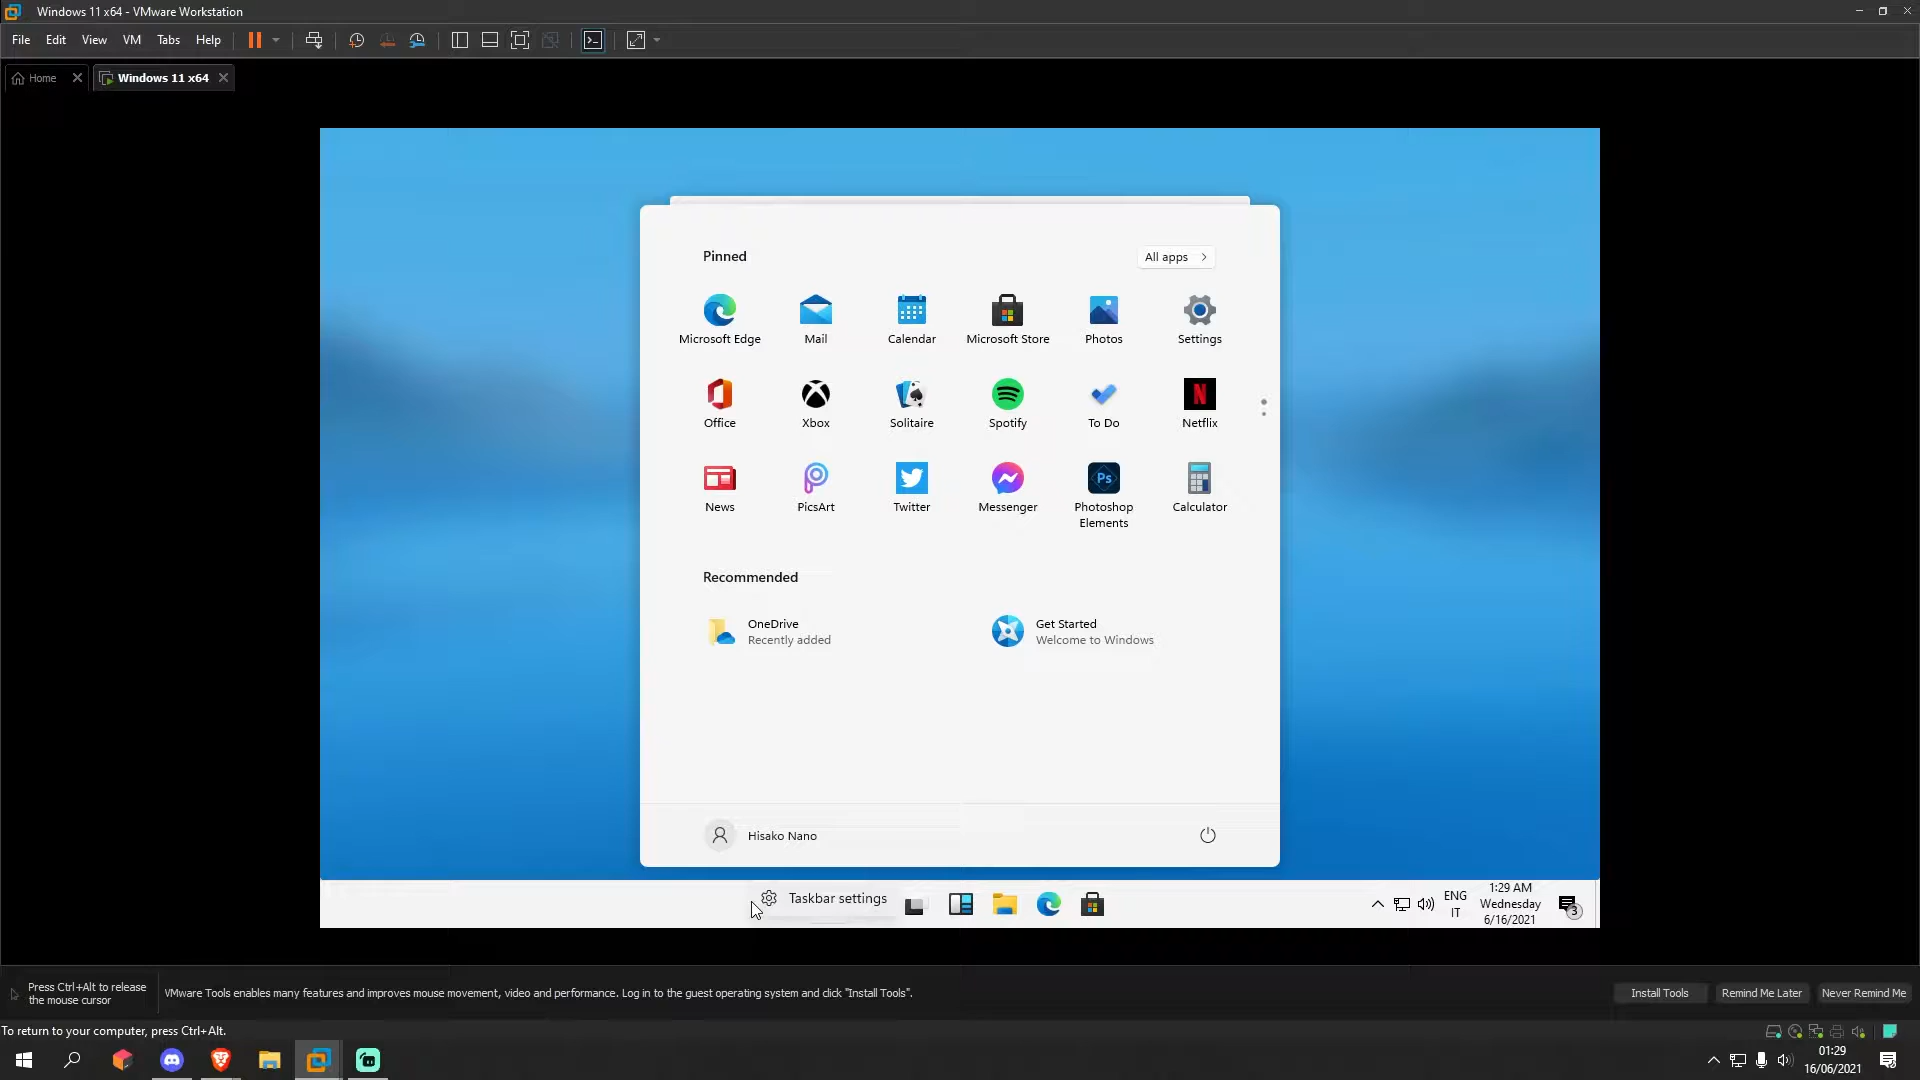 Windows 11 x64 - VMware Workstation
File Edit View VM Tabs Help
Home Windows 11 x64
Pinned
All apps
Microsoft Edge Mail Calendar Microsoft Store Photos Settings
Office Xbox Solitaire Spotify To Do Netflix
N
Ps
News PicsArt Twitter Messenger Photoshop Elements Calculator
Recommended
OneDrive
Recently added
Get Started
Welcome to Windows
Hisako Nano
Taskbar settings
ENG
IT
1:29 AM
Wednesday
6/16/2021
3
Press Ctrl+Alt to release
the mouse cursor
VMware Tools enables many features and improves mouse movement, video and performance. Log in to the guest operating system and click "Install Tools".
Install Tools Remind Me Later Never Remind Me
To return to your computer, press Ctrl+Alt.
01:29
16/06/2021